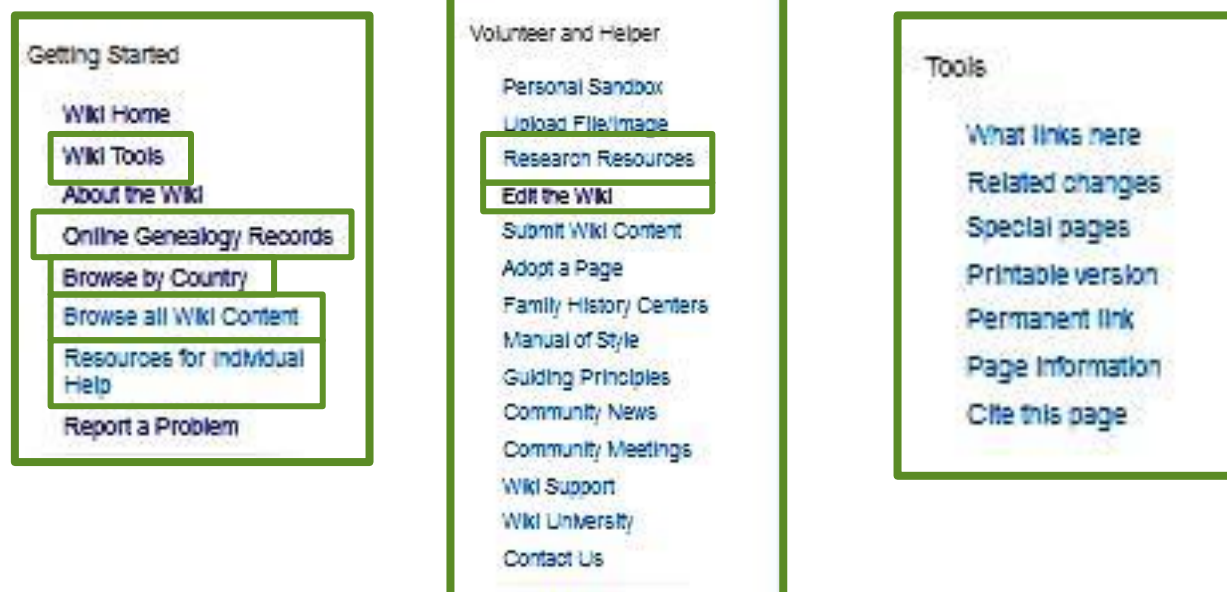 Getting Started
Wiki Home
Wiki Tools
About the Wiki
Online Genealogy Records
Browse by Country
Browse all Wiki Content
Resources for Individual
Help
Report a Problem
Volunteer and Helper
Personal Sandbox
Upload File/Image
Research Resources
Edit the Wiki
Submit Wiki Content
Adopt a Page
Family History Centers
Manual of Style
Guiding Principles
Community News
Community Meetings
Wiki Support
Wiki University
Contact Us
Tools
What links here
Related changes
Special pages
Printable version
Permanent link
Page information
Cite this page